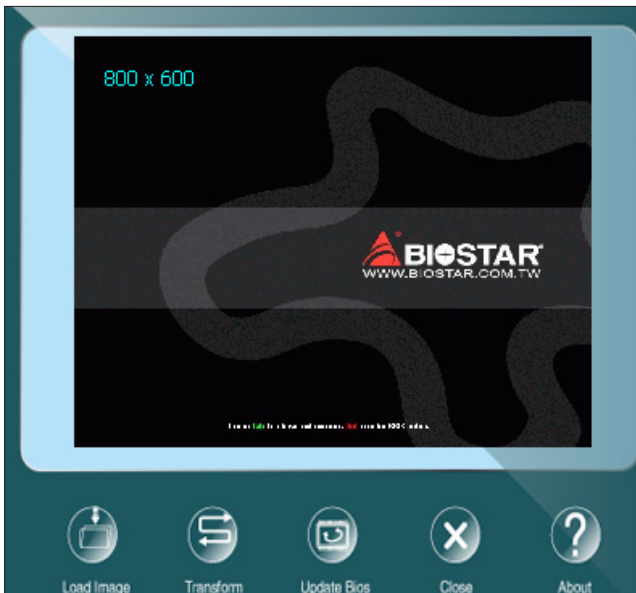 800 x 600
BIOSTAR
WWW.BIOSTAR.COM.TW
Load Image Transform Update Bios Close About